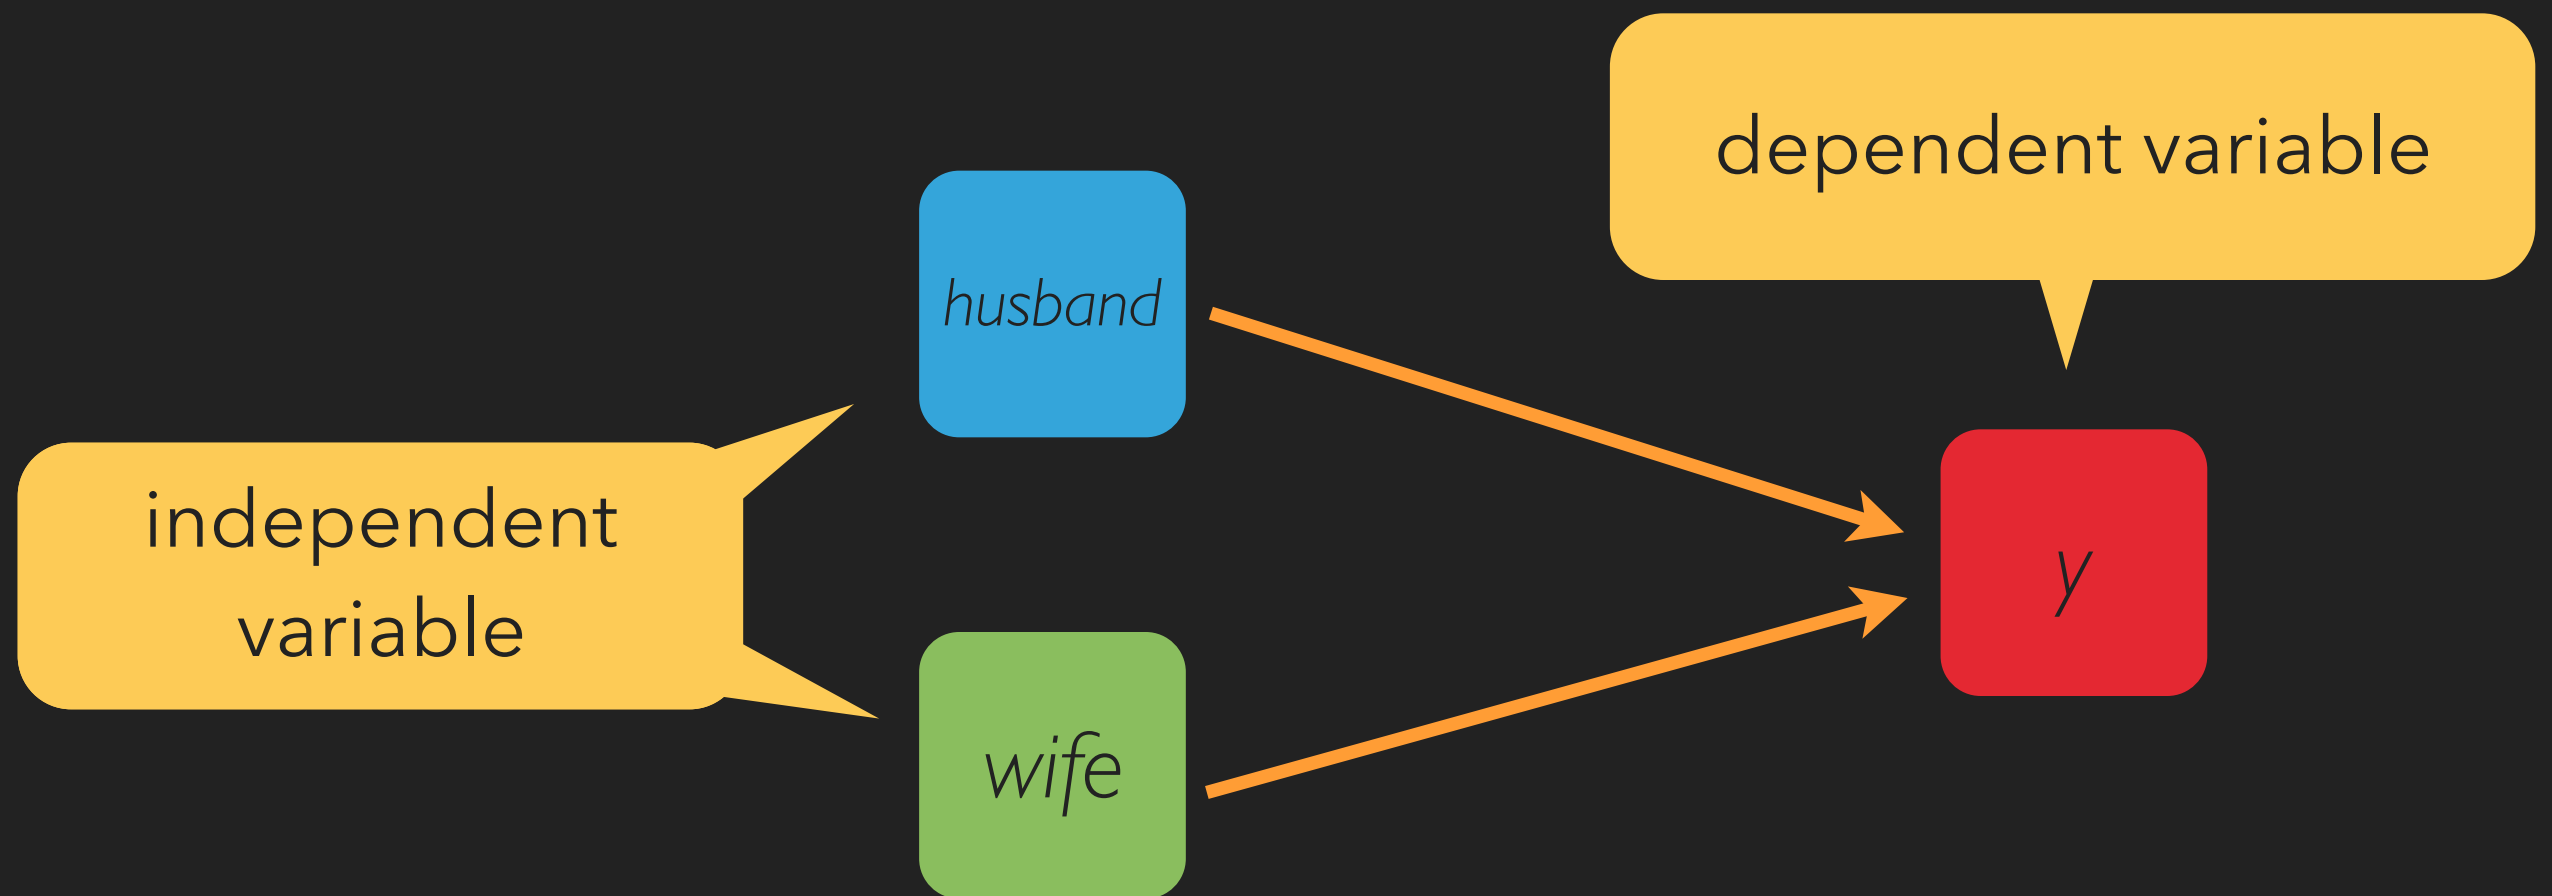 dependent variable
husband
independent
variable
y
wife